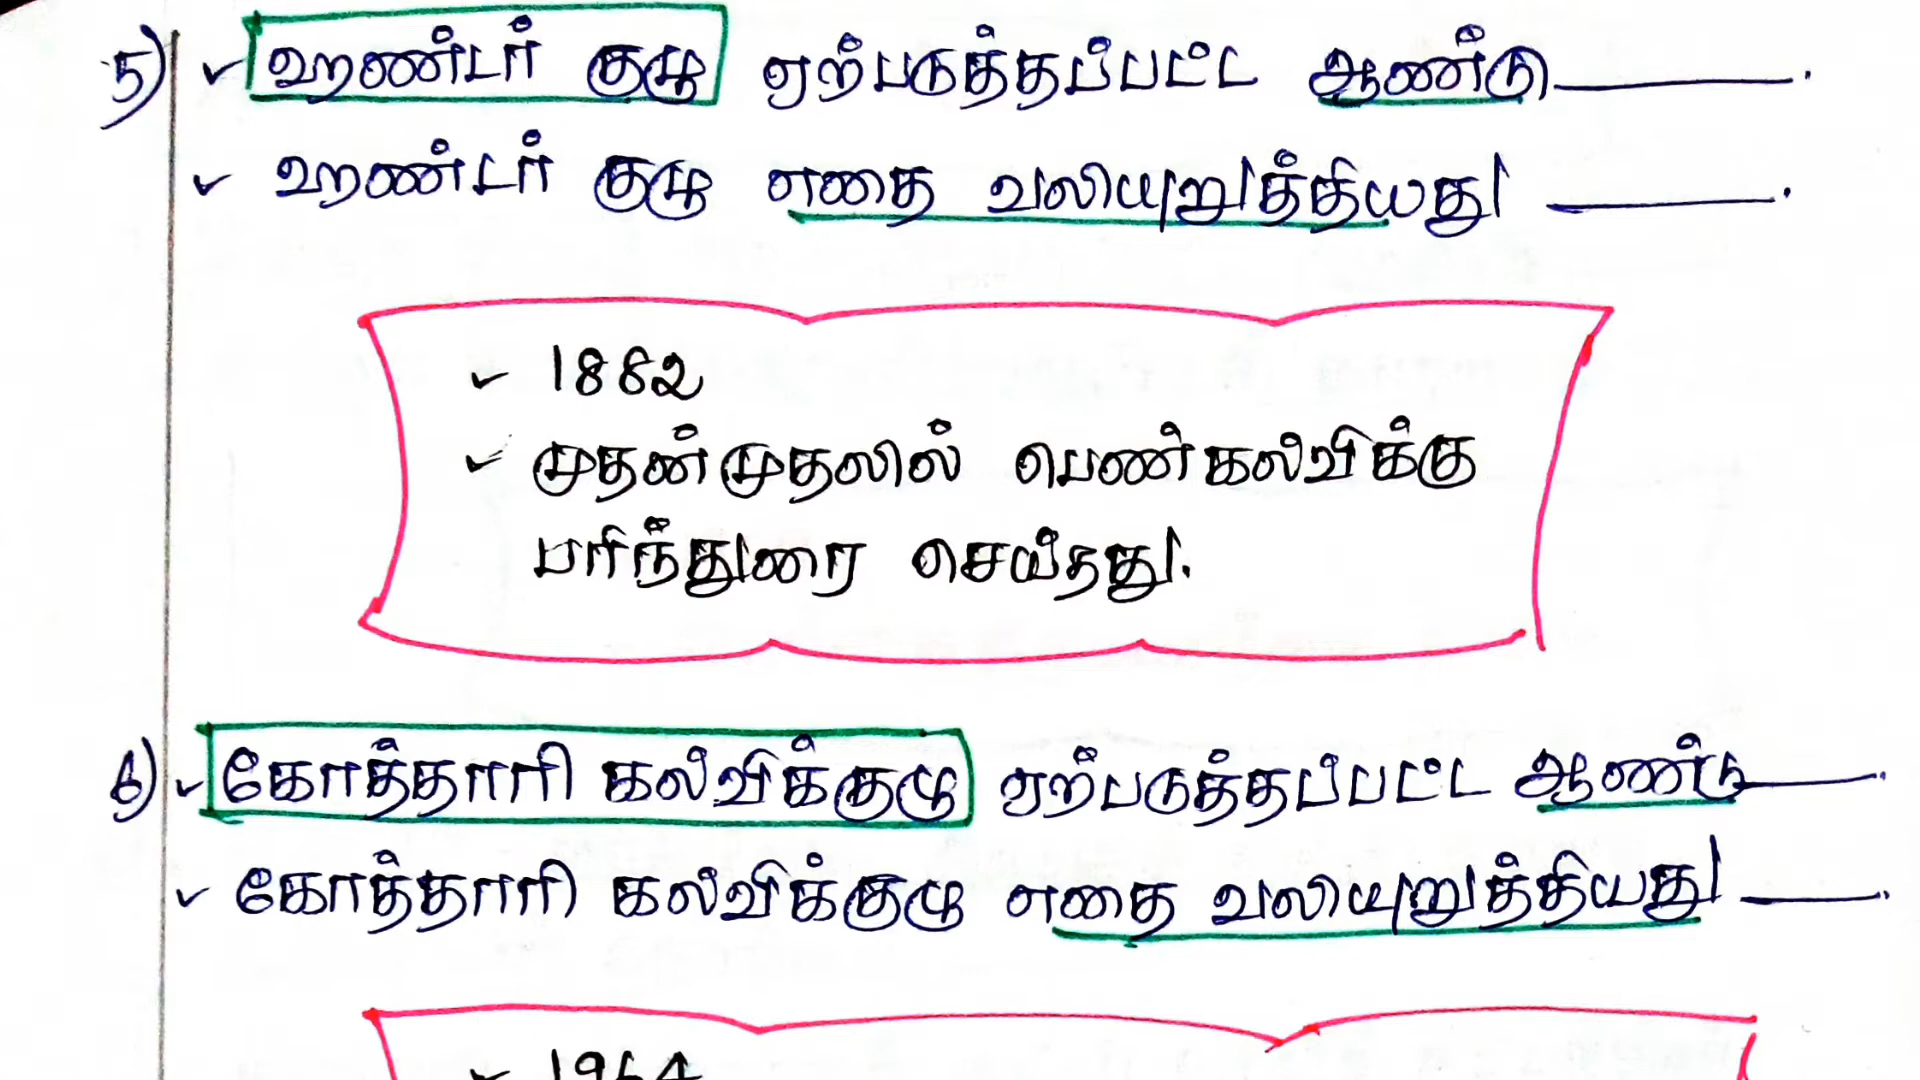 5) ஹண்டர் குழு ஏற்படுத்தப்பட்ட ஆண்டு ______.
ஹண்டர் குழு எதை வலியுறுத்தியது ______.
1882
முதன்முதலில் பெண்கல்விக்கு
பரிந்துரை செய்தது.
6) கோத்தாரி கல்விக்குழு ஏற்படுத்தப்பட்ட ஆண்டு ______.
கோத்தாரி கல்விக்குழு எதை வலியுறுத்தியது ______.
1964